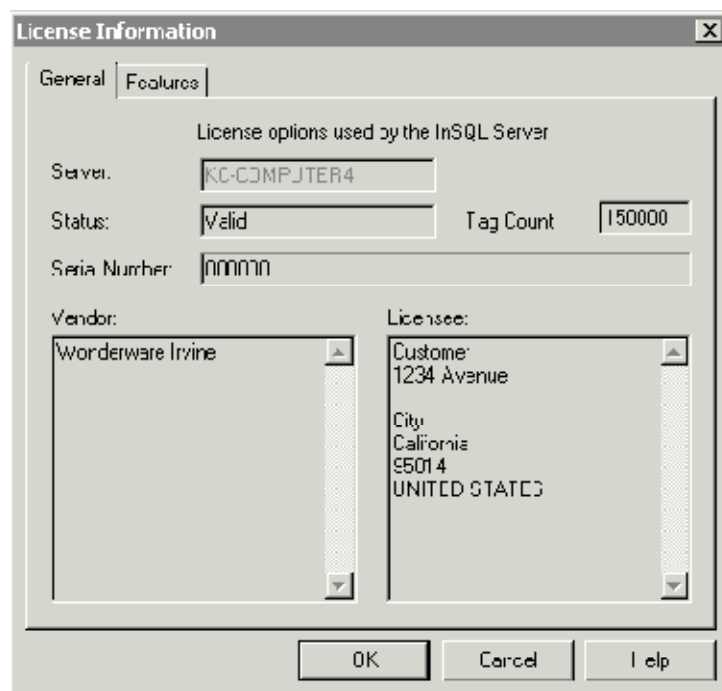 License Information
General
Features
License options used by the InSQL Server
Server:
KC-COMPUTER4
Status:
Valid
Tag Count
150000
Serial Number:
000000
Vendor:
Licensee:
Wonderware Irvine
Customer
1234 Avenue
City
California
95014
UNITED STATES
OK
Cancel
Help